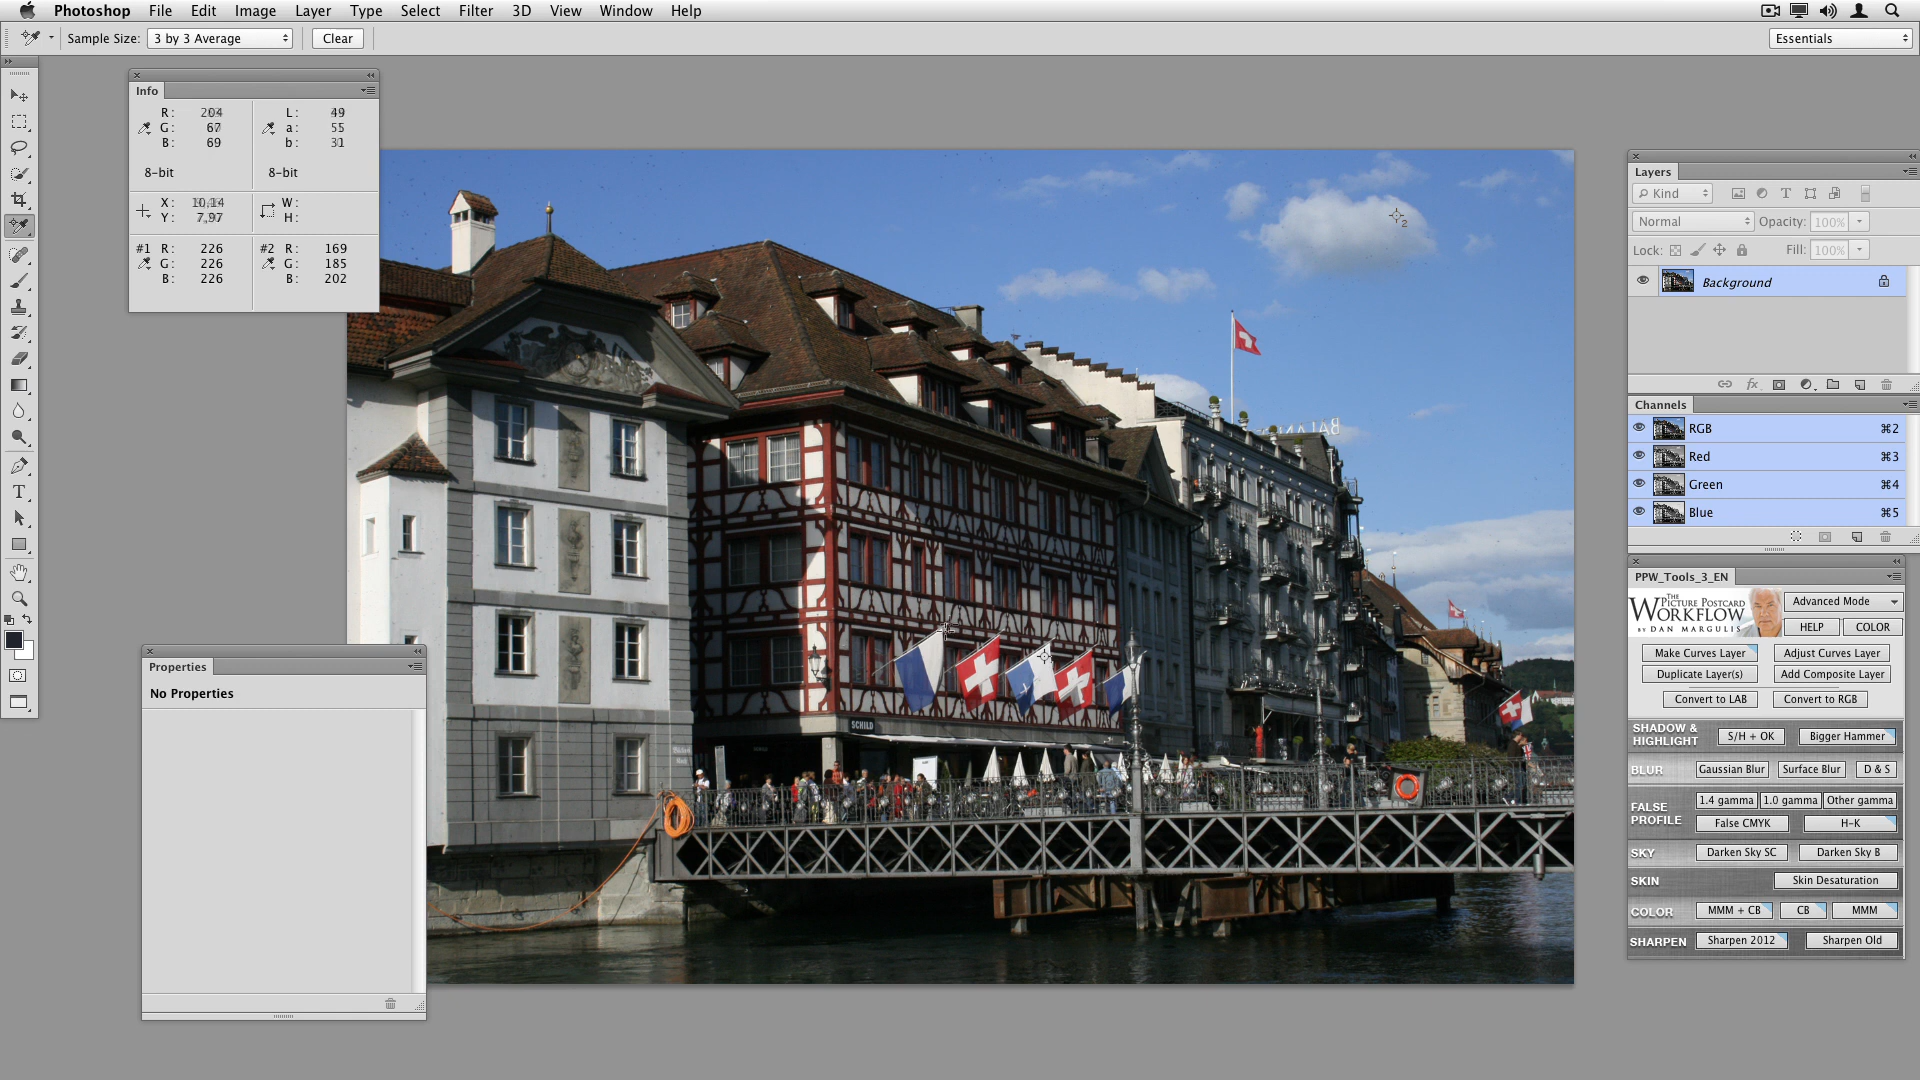 Photoshop File Edit Image Layer Type Select Filter 3D View Window Help
Sample Size: 3 by 3 Average Clear Essentials
Info
R: G: 67 B: 69
L: 49 a: 55 b: 31
8-bit 8-bit
X: Y: 7,97 W: H:
#1 R: 226 #2 R: 169
G: 226 G: 185
B: 226 B: 202
Properties
No Properties
Layers
Kind
Normal Opacity: 100%
Lock: Fill: 100%
fx
Background
Channels
RGB ⌘2
Red ⌘3
Green ⌘4
Blue ⌘5
PPW_Tools_3_EN
THE PICTURE POSTCARD
WORKFLOW
BY DAN MARGULIS
Advanced Mode
HELP COLOR
Make Curves Layer Adjust Curves Layer
Duplicate Layer(s) Add Composite Layer
Convert to LAB Convert to RGB
SHADOW & HIGHLIGHT S/H + OK Bigger Hammer
BLUR Gaussian Blur Surface Blur D & S
FALSE PROFILE 1.4 gamma 1.0 gamma Other gamma
False CMYK H-K
SKY Darken Sky SC Darken Sky B
SKIN Skin Desaturation
COLOR MMM + CB CB MMM
SHARPEN Sharpen 2012 Sharpen Old
2
SCHILD